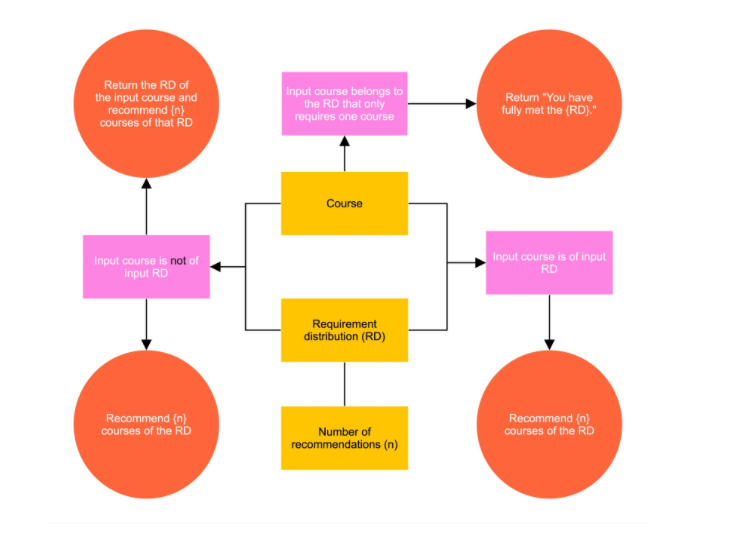 Return the RD of
the input course and
recommend {n}
courses of that RD
Input course belongs to
the RD that only
requires one course
Return "You have
fully met the {RD}."
Course
Input course is not of
input RD
Input course is of input
RD
Requirement
distribution (RD)
Recommend {n}
courses of the RD
Number of
recommendations (n)
Recommend {n}
courses of the RD